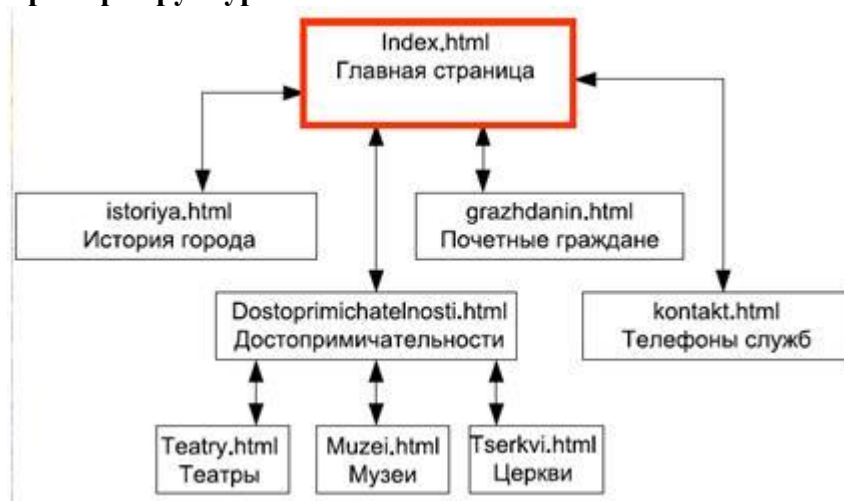 Index.html
Главная страница
istoriya.html
История города
grazhdanin.html
Почетные граждане
Dostoprimichatelnosti.html
Достопримичательности
kontakt.html
Телефоны служб
Teatry.html
Театры
Muzei.html
Музеи
Tserkvi.html
Церкви